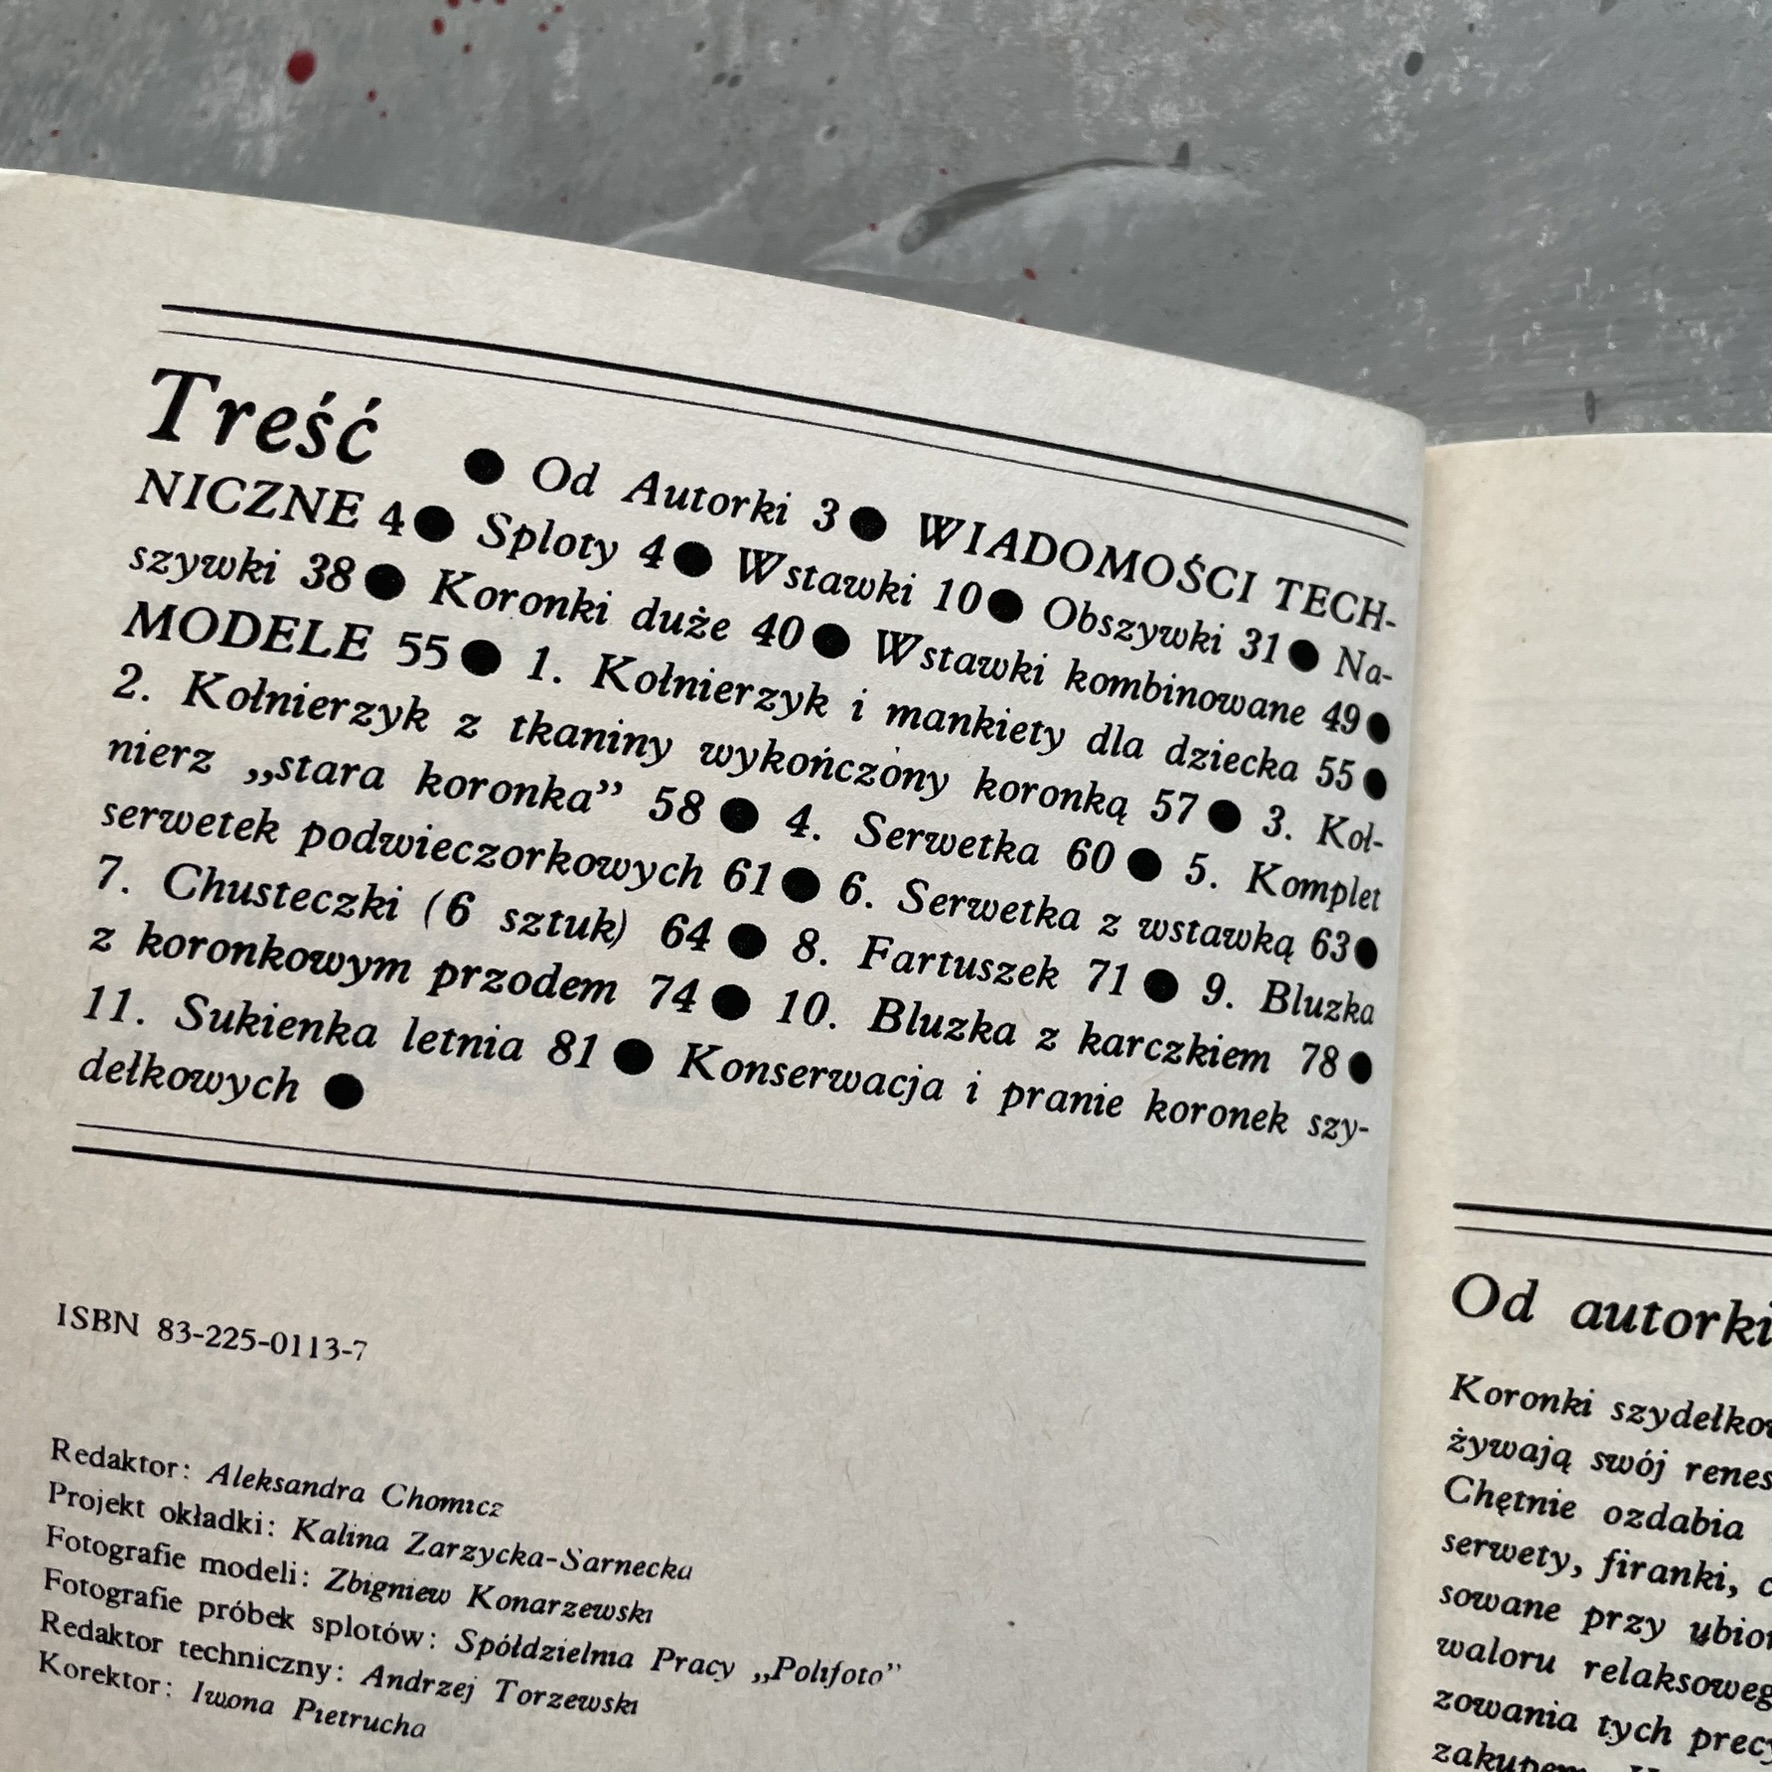 Treść
● Od Autorki 3 ● WIADOMOŚCI TECH-
NICZNE 4 ● Sploty 4 ● Wstawki 10 ● Obszywki 31 ● Na-
szywki 38 ● Koronki duże 40 ● Wstawki kombinowane 49 ●
MODELE 55 ● 1. Kołnierzyk i mankiety dla dziecka 55 ●
2. Kołnierzyk z tkaniny wykończony koronką 57 ● 3. Koł-
nierz „stara koronka” 58 ● 4. Serwetka 60 ● 5. Komplet
serwetek podwieczorkowych 61 ● 6. Serwetka z wstawką 63 ●
7. Chusteczki (6 sztuk) 64 ● 8. Fartuszek 71 ● 9. Bluzka
z koronkowym przodem 74 ● 10. Bluzka z karczkiem 78 ●
11. Sukienka letnia 81 ● Konserwacja i pranie koronek szy-
dełkowych ●
ISBN 83-225-0113-7
Redaktor: Aleksandra Chomicz
Projekt okładki: Kalina Zarzycka-Sarnecka
Fotografie modeli: Zbigniew Konarzewski
Fotografie próbek splotów: Spółdzielnia Pracy „Polifoto”
Redaktor techniczny: Andrzej Torzewski
Korektor: Iwona Pietrucha
Od autorki
Koronki
żywają swój
Chętnie ozdabia
serwety, firanki,
sowane przy
waloru
zowania tych